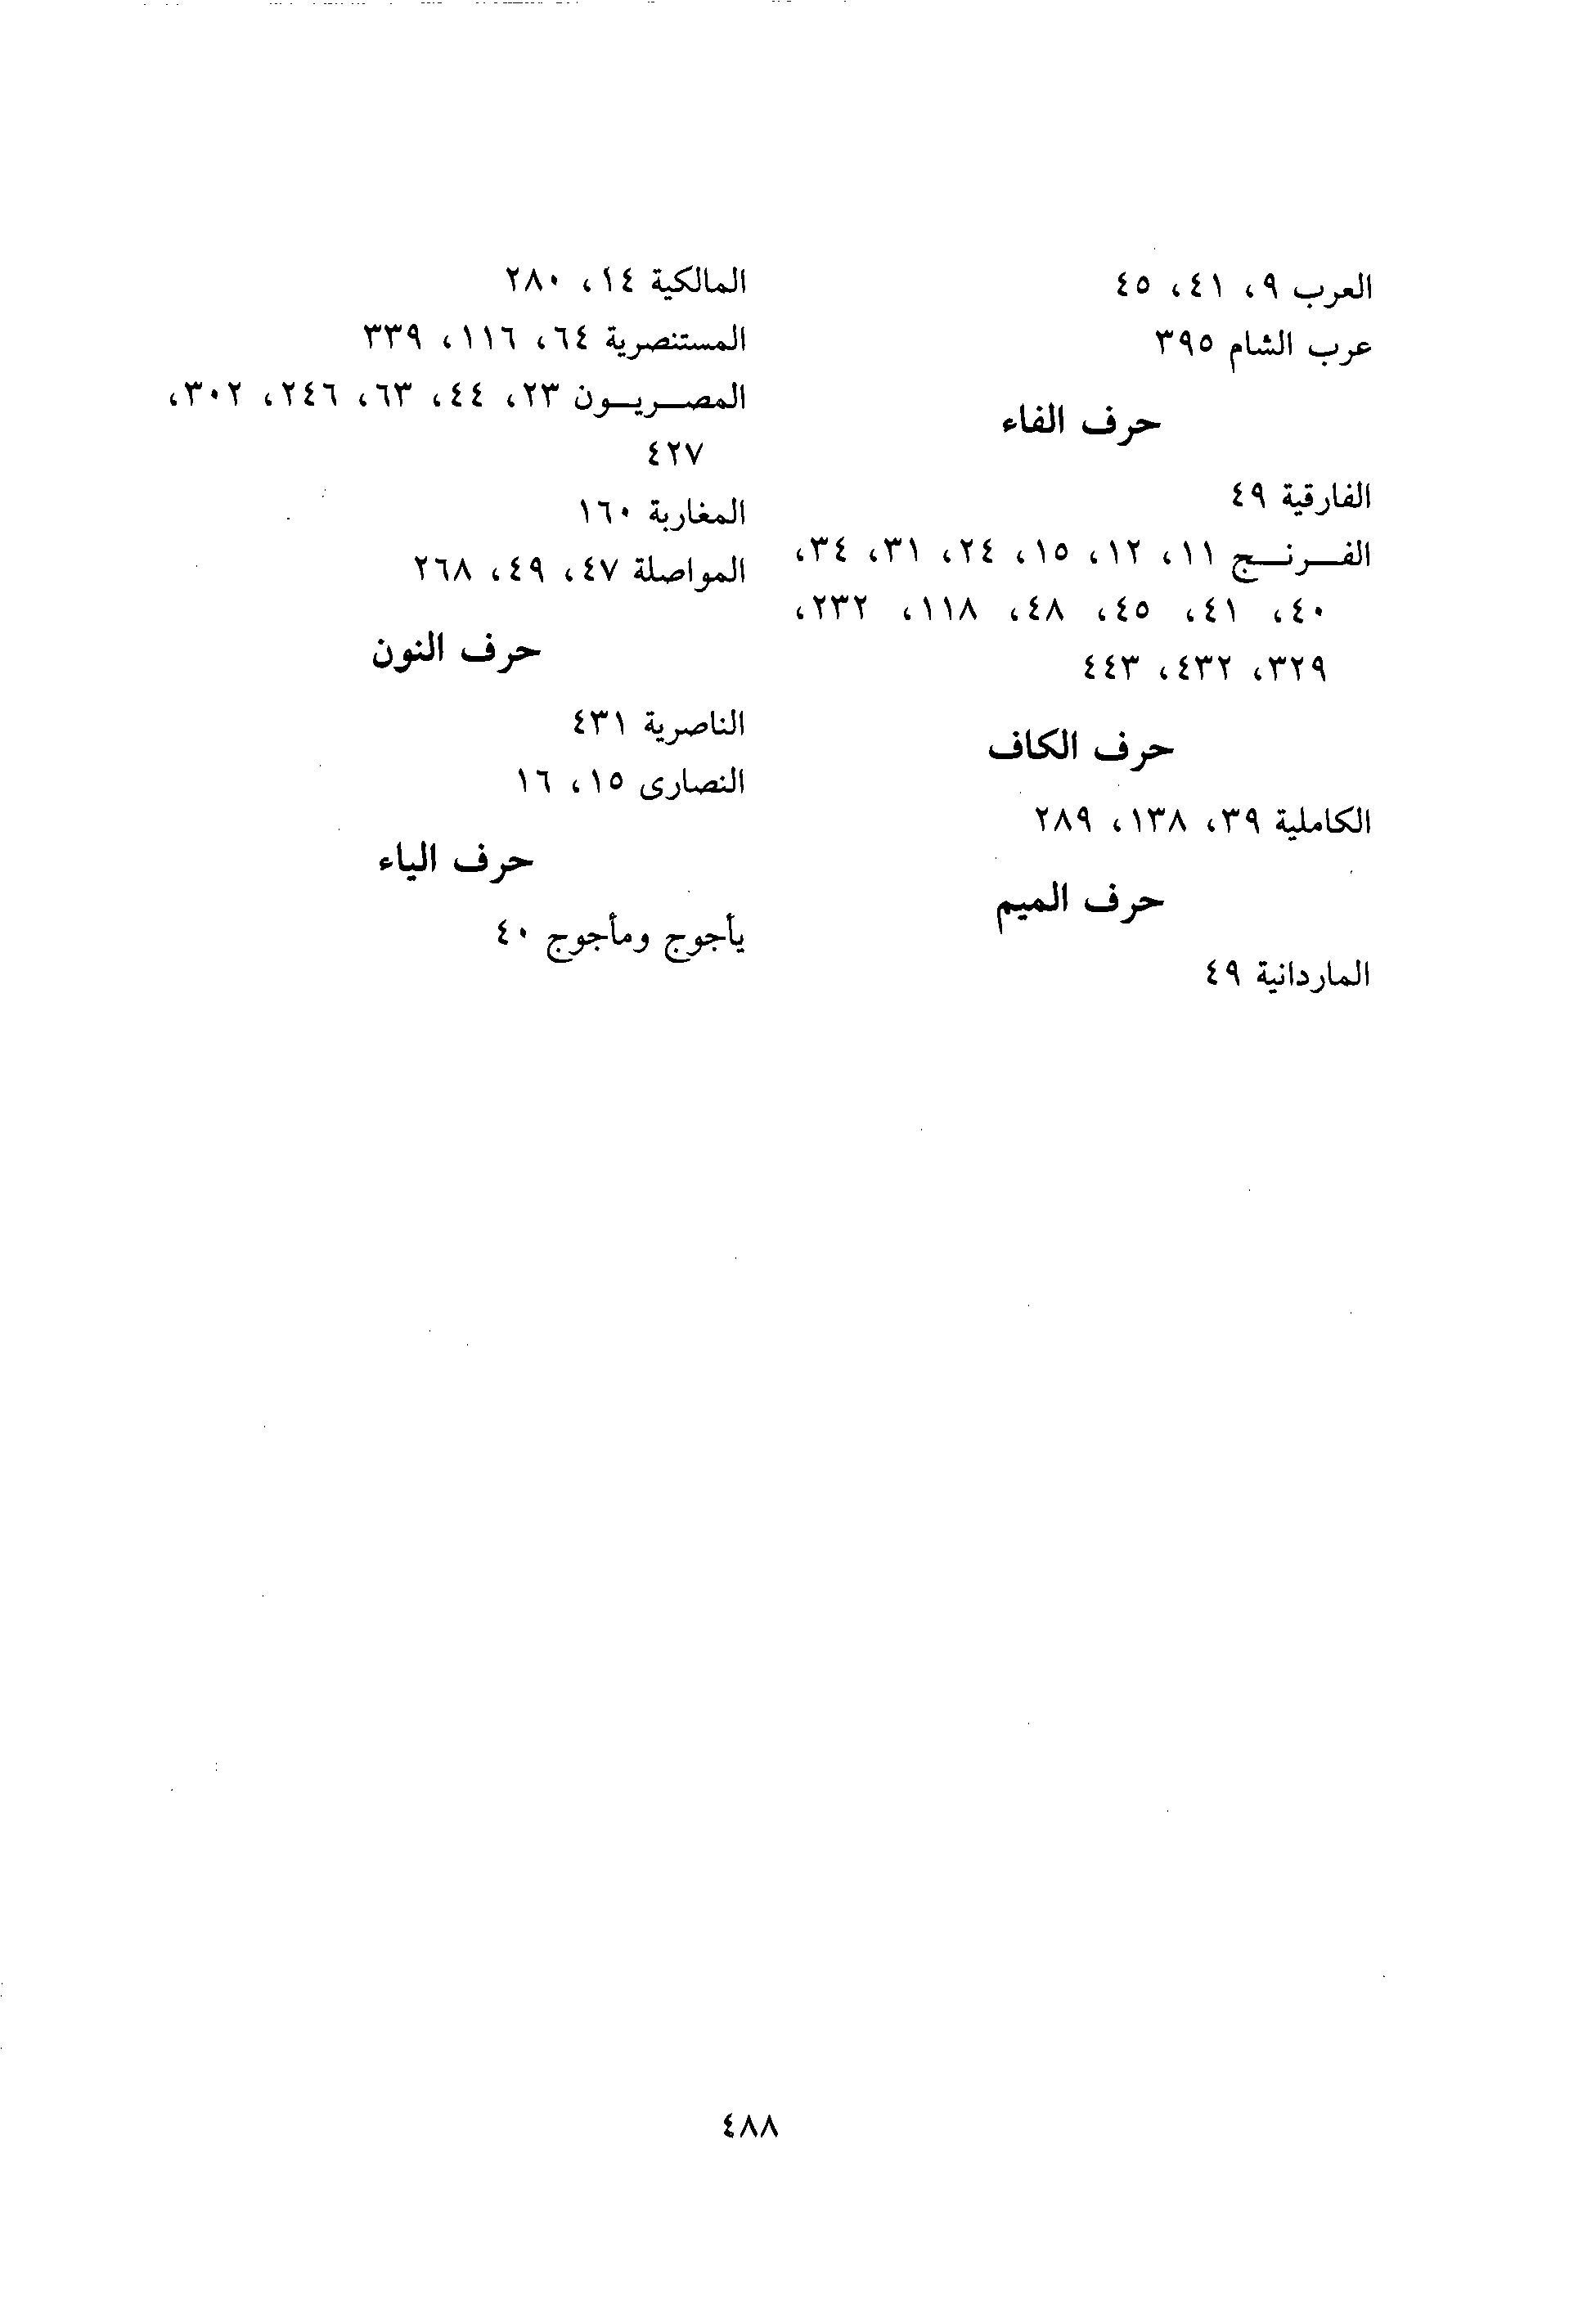 العرب ٩، ٤١، ٤٥
عرب الشام ٣٩٥
حرف الفاء
الفارقية ٤٩
الفرنج ١١، ١٢، ١٥، ٢٤، ٣١، ٣٤،
٤٠، ٤١، ٤٥، ٤٨، ١١٨، ٢٣٢،
٣٢٩، ٤٣٢، ٤٤٣
حرف الكاف
الكاملية ٣٩، ١٣٨، ٢٨٩
حرف الميم
الماردانية ٤٩
المالكية ١٤، ٢٨٠
المستنصرية ٦٤، ١١٦، ٣٣٩
المصريون ٢٣، ٤٤، ٦٣، ٢٤٦، ٣٠٢،
٤٢٧
المغاربة ١٦٠
المواصلة ٤٧، ٤٩، ٢٦٨
حرف النون
الناصرية ٤٣١
النصارى ١٥، ١٦
حرف الياء
يأجوج ومأجوج ٤٠
٤٨٨